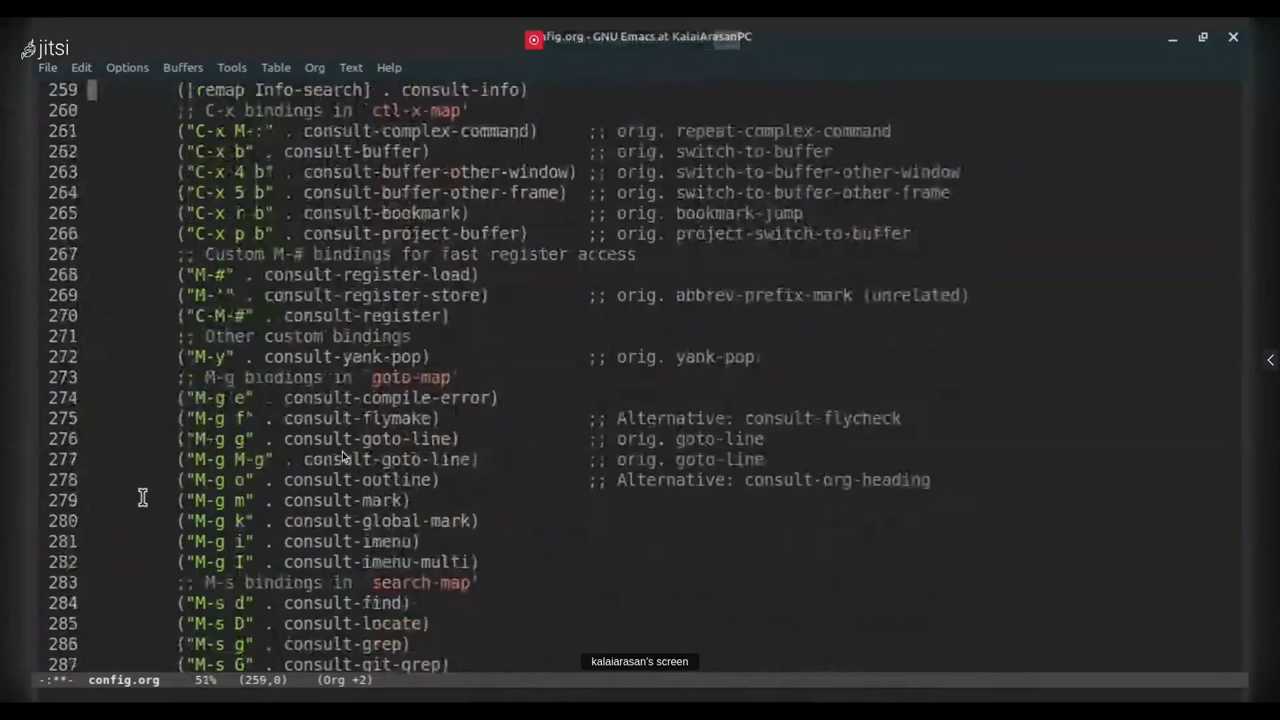 jitsi
nfig.org - GNU Emacs at KalaiArasanPC
File Edit Options Buffers Tools Table Org Text Help
259 ([remap Info-search] . consult-info)
260 ;; C-x bindings in `ctl-x-map'
261 ("C-x M-:" . consult-complex-command) ;; orig. repeat-complex-command
262 ("C-x b" . consult-buffer) ;; orig. switch-to-buffer
263 ("C-x 4 b" . consult-buffer-other-window) ;; orig. switch-to-buffer-other-window
264 ("C-x 5 b" . consult-buffer-other-frame) ;; orig. switch-to-buffer-other-frame
265 ("C-x r b" . consult-bookmark) ;; orig. bookmark-jump
266 ("C-x p b" . consult-project-buffer) ;; orig. project-switch-to-buffer
267 ;; Custom M-# bindings for fast register access
268 ("M-#" . consult-register-load)
269 ("M-'" . consult-register-store) ;; orig. abbrev-prefix-mark (unrelated)
270 ("C-M-#" . consult-register)
271 ;; Other custom bindings
272 ("M-y" . consult-yank-pop) ;; orig. yank-pop
273 ;; M-g bindings in `goto-map'
274 ("M-g e" . consult-compile-error)
275 ("M-g f" . consult-flymake) ;; Alternative: consult-flycheck
276 ("M-g g" . consult-goto-line) ;; orig. goto-line
277 ("M-g M-g" . consult-goto-line) ;; orig. goto-line
278 ("M-g o" . consult-outline) ;; Alternative: consult-org-heading
279 ("M-g m" . consult-mark)
280 ("M-g k" . consult-global-mark)
281 ("M-g i" . consult-imenu)
282 ("M-g I" . consult-imenu-multi)
283 ;; M-s bindings in `search-map'
284 ("M-s d" . consult-find)
285 ("M-s D" . consult-locate)
286 ("M-s g" . consult-grep)
287 ("M-s G" . consult-git-grep)
kalaiarasan's screen
-:**- config.org 51% (259,0) (Org +2)